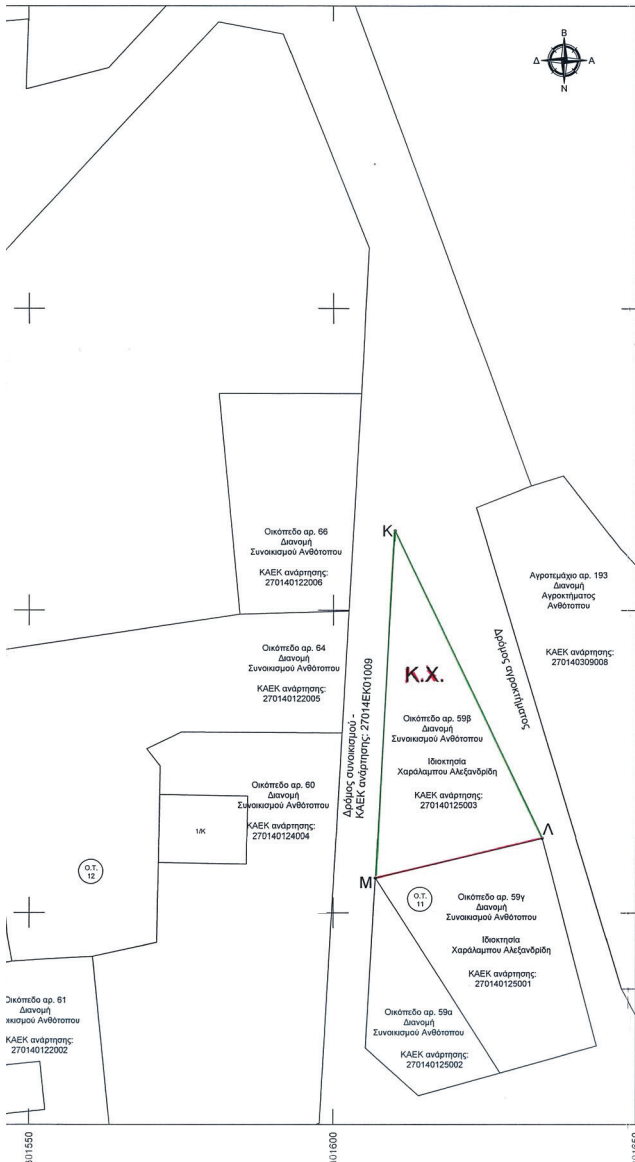 Β
Δ
Α
Ν
Οικόπεδο αρ. 66
Διανομή
Συνοικισμού Ανθότοπου
ΚΑΕΚ ανάρτησης:
270140122006
Κ
Αγροτεμάχιο αρ. 193
Διανομή
Αγροκτήματος
Ανθότοπου
ΚΑΕΚ ανάρτησης:
270140309008
Δρόμος αγροκτήματος
Οικόπεδο αρ. 64
Διανομή
Συνοικισμού Ανθότοπου
ΚΑΕΚ ανάρτησης:
270140122005
Δρόμος συνοικισμού -
ΚΑΕΚ ανάρτησης: 27014ΕΚ01009
Κ.Χ.
Οικόπεδο αρ. 59β
Διανομή
Συνοικισμού Ανθότοπου
Ιδιοκτησία
Χαράλαμπου Αλεξανδρίδη
ΚΑΕΚ ανάρτησης:
270140125003
Οικόπεδο αρ. 60
Διανομή
Συνοικισμού Ανθότοπου
ΚΑΕΚ ανάρτησης:
270140124004
1/Κ
Λ
Μ
Ο.Τ.
12
Ο.Τ.
11
Οικόπεδο αρ. 59γ
Διανομή
Συνοικισμού Ανθότοπου
Ιδιοκτησία
Χαράλαμπου Αλεξανδρίδη
ΚΑΕΚ ανάρτησης:
270140125001
Οικόπεδο αρ. 61
Διανομή
οικισμού Ανθότοπου
ΚΑΕΚ ανάρτησης:
270140122002
Οικόπεδο αρ. 59α
Διανομή
Συνοικισμού Ανθότοπου
ΚΑΕΚ ανάρτησης:
270140125002
401600